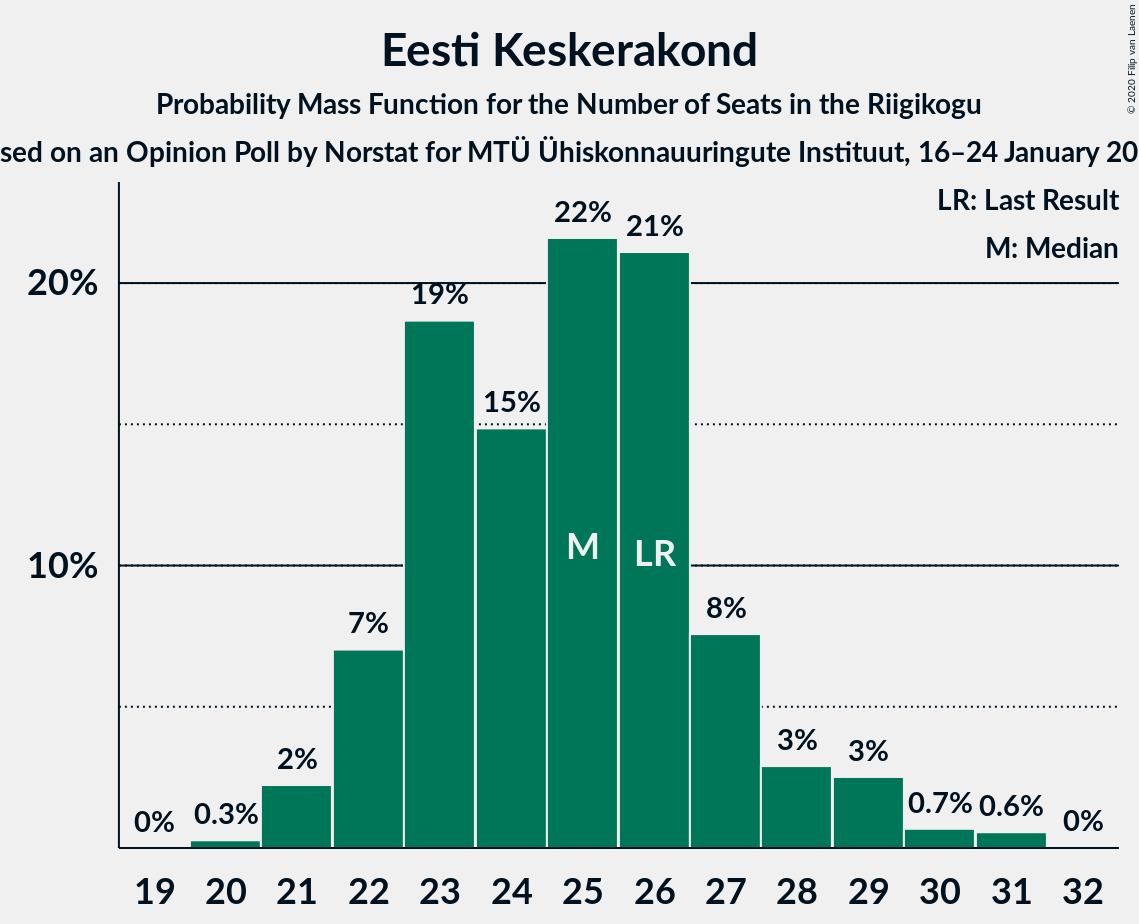 Eesti Keskerakond
Probability Mass Function for the Number of Seats in the Riigikogu
sed on an Opinion Poll by Norstat for MTÜ Ühiskonnauuringute Instituut, 16–24 January 20
© 2020 Filip van Laenen
LR: Last Result
M: Median
20%
10%
0%
0.3%
2%
7%
19%
15%
22%
21%
8%
3%
3%
0.7%
0.6%
0%
M
LR
19 20 21 22 23 24 25 26 27 28 29 30 31 32